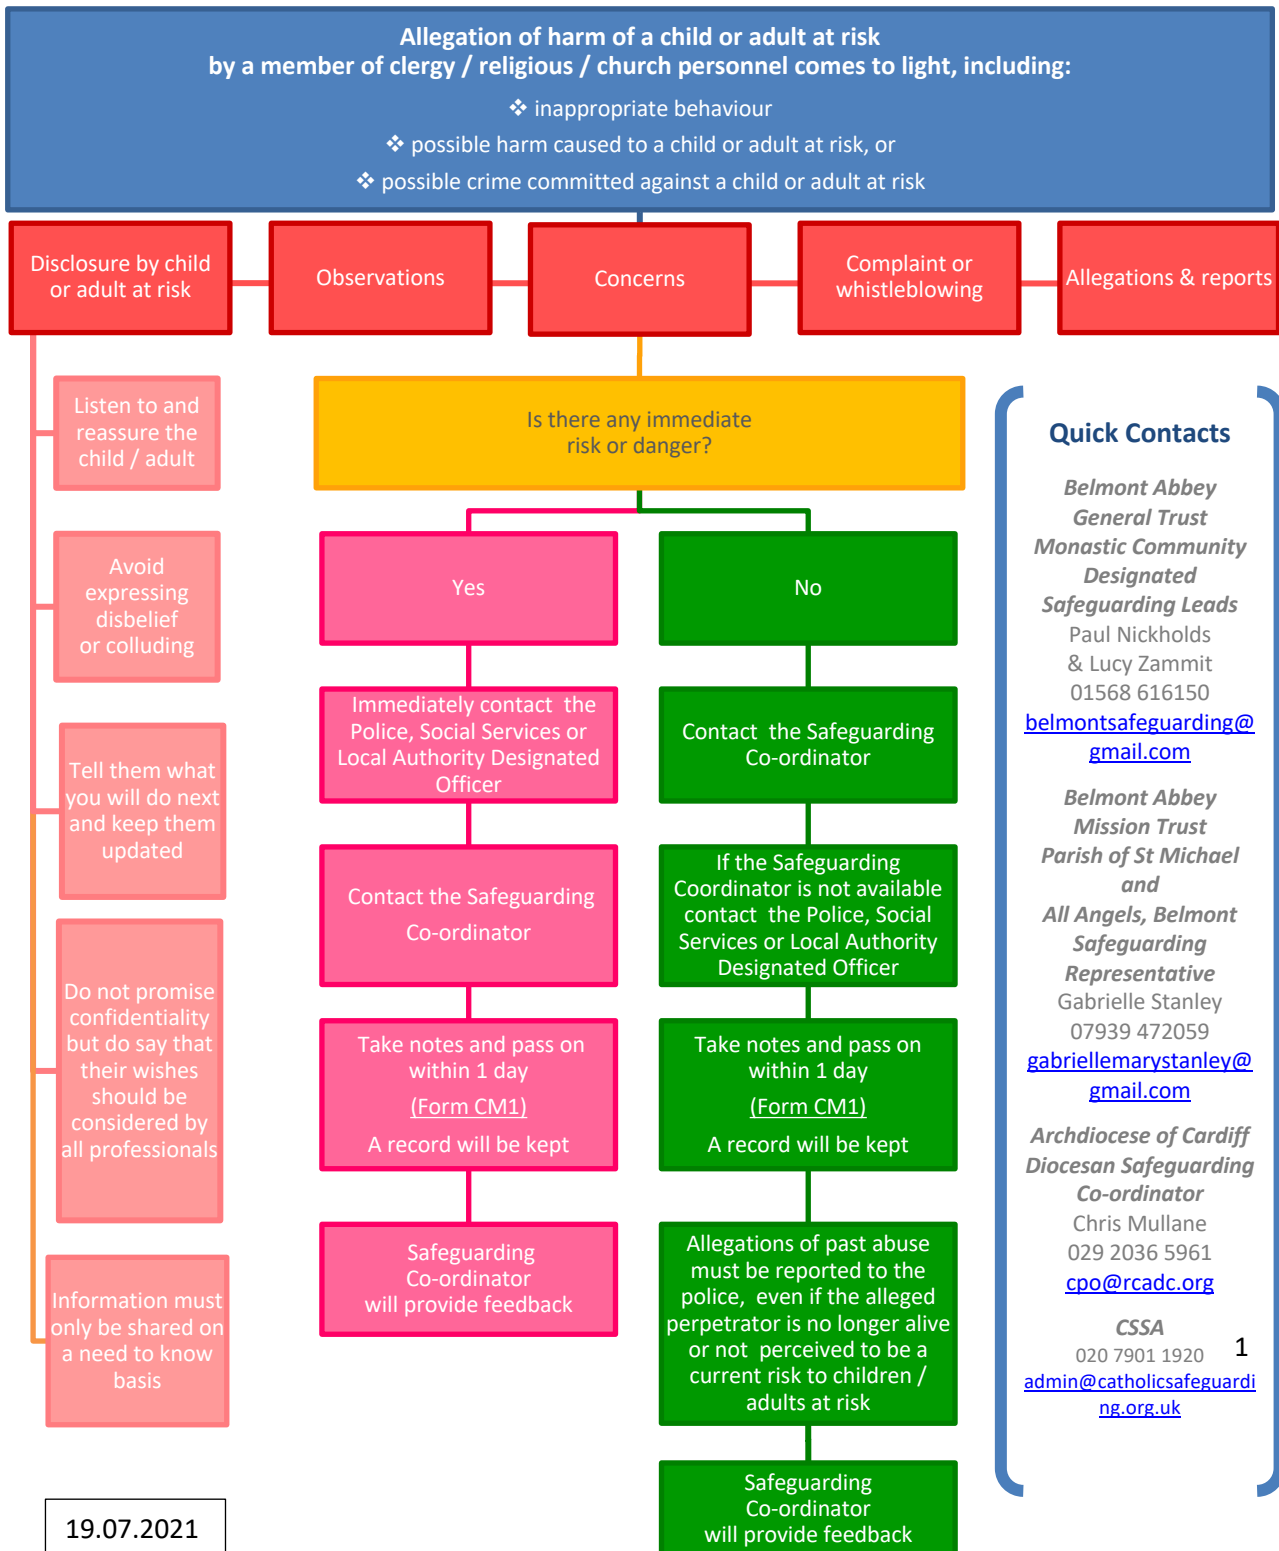 Allegation of harm of a child or adult at risk
by a member of clergy / religious / church personnel comes to light, including:
❖ inappropriate behaviour
❖ possible harm caused to a child or adult at risk, or
❖ possible crime committed against a child or adult at risk
Disclosure by child
or adult at risk
Observations
Concerns
Complaint or
whistleblowing
Allegations & reports
Listen to and
reassure the
child / adult
Avoid
expressing
disbelief
or colluding
Tell them what
you will do next
and keep them
updated
Do not promise
confidentiality
but do say that
their wishes
should be
considered by
all professionals
Information must
only be shared on
a need to know
basis
Is there any immediate
risk or danger?
Yes
Immediately contact  the
Police, Social Services or
Local Authority Designated
Officer
Contact the Safeguarding
Co-ordinator
Take notes and pass on
within 1 day
(Form CM1)
A record will be kept
Safeguarding
Co-ordinator
will provide feedback
No
Contact  the Safeguarding
Co-ordinator
If the Safeguarding
Coordinator is not available
contact  the Police, Social
Services or Local Authority
Designated Officer
Take notes and pass on
within 1 day
(Form CM1)
A record will be kept
Allegations of past abuse
must be reported to the
police,  even if the alleged
perpetrator is no longer alive
or not  perceived to be a
current risk to children /
adults at risk
Safeguarding
Co-ordinator
will provide feedback
Quick Contacts
Belmont Abbey
General Trust
Monastic Community
Designated
Safeguarding Leads
Paul Nickholds
& Lucy Zammit
01568 616150
belmontsafeguarding@
gmail.com
Belmont Abbey
Mission Trust
Parish of St Michael
and
All Angels, Belmont
Safeguarding
Representative
Gabrielle Stanley
07939 472059
gabriellemarystanley@
gmail.com
Archdiocese of Cardiff
Diocesan Safeguarding
Co-ordinator
Chris Mullane
029 2036 5961
cpo@rcadc.org
CSSA
020 7901 1920
admin@catholicsafeguardi
ng.org.uk
1
19.07.2021